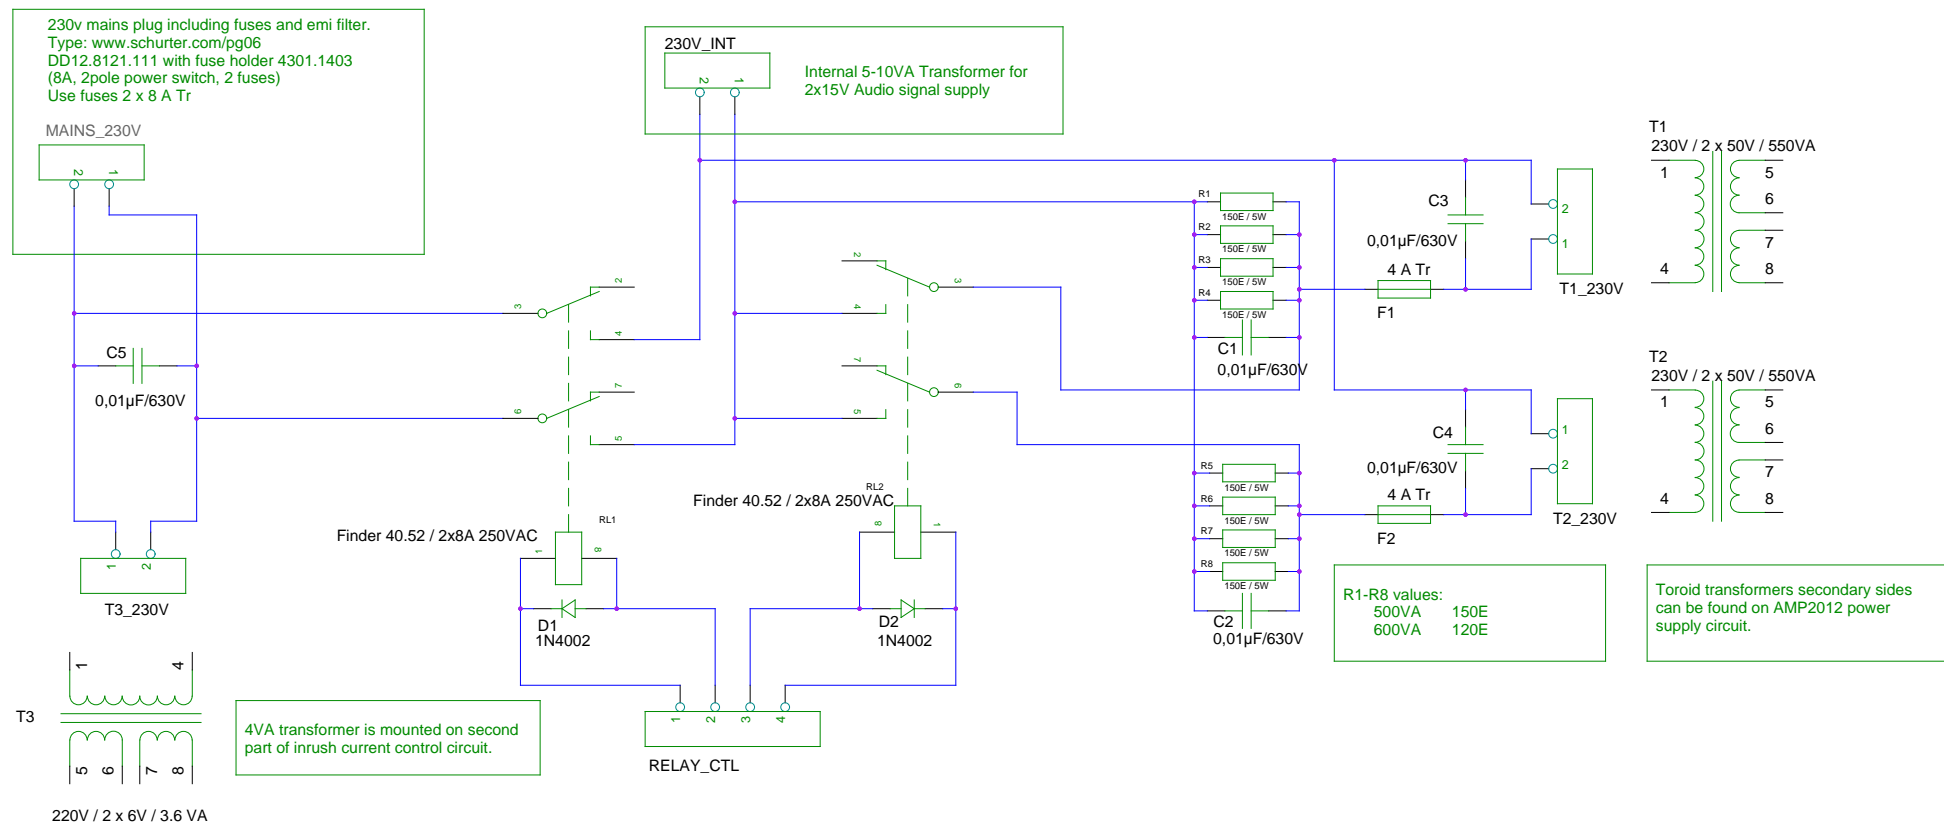 230v mains plug including fuses and emi filter.
Type: www.schurter.com/pg06
DD12.8121.111 with fuse holder 4301.1403
(8A, 2pole power switch, 2 fuses)
Use fuses 2 x 8 A Tr
MAINS_230V
2 1
230V_INT
2 1
Internal 5-10VA Transformer for
2x15V Audio signal supply
C5
0,01µF/630V
1 2
T3_230V
3 2
4
9 7
5
2 3
4
7 6
5
Finder 40.52 / 2x8A 250VAC
RL1
1 8
D1
1N4002
Finder 40.52 / 2x8A 250VAC
RL2
8 1
D2
1N4002
1 2 3 4
RELAY_CTL
R1
150E / 5W
R2
150E / 5W
R3
150E / 5W
R4
150E / 5W
C1
0,01µF/630V
R5
150E / 5W
R6
150E / 5W
R7
150E / 5W
R8
150E / 5W
C2
0,01µF/630V
C3
0,01µF/630V
4 A Tr
F1
2
1
T1_230V
C4
0,01µF/630V
4 A Tr
F2
1
2
T2_230V
T1
230V / 2 x 50V / 550VA
1 5
6
7
4 8
T2
230V / 2 x 50V / 550VA
1 5
6
7
4 8
R1-R8 values:
500VA 150E
600VA 120E
Toroid transformers secondary sides
can be found on AMP2012 power
supply circuit.
1 4
T3
5 6 7 8
220V / 2 x 6V / 3.6 VA
4VA transformer is mounted on second
part of inrush current control circuit.